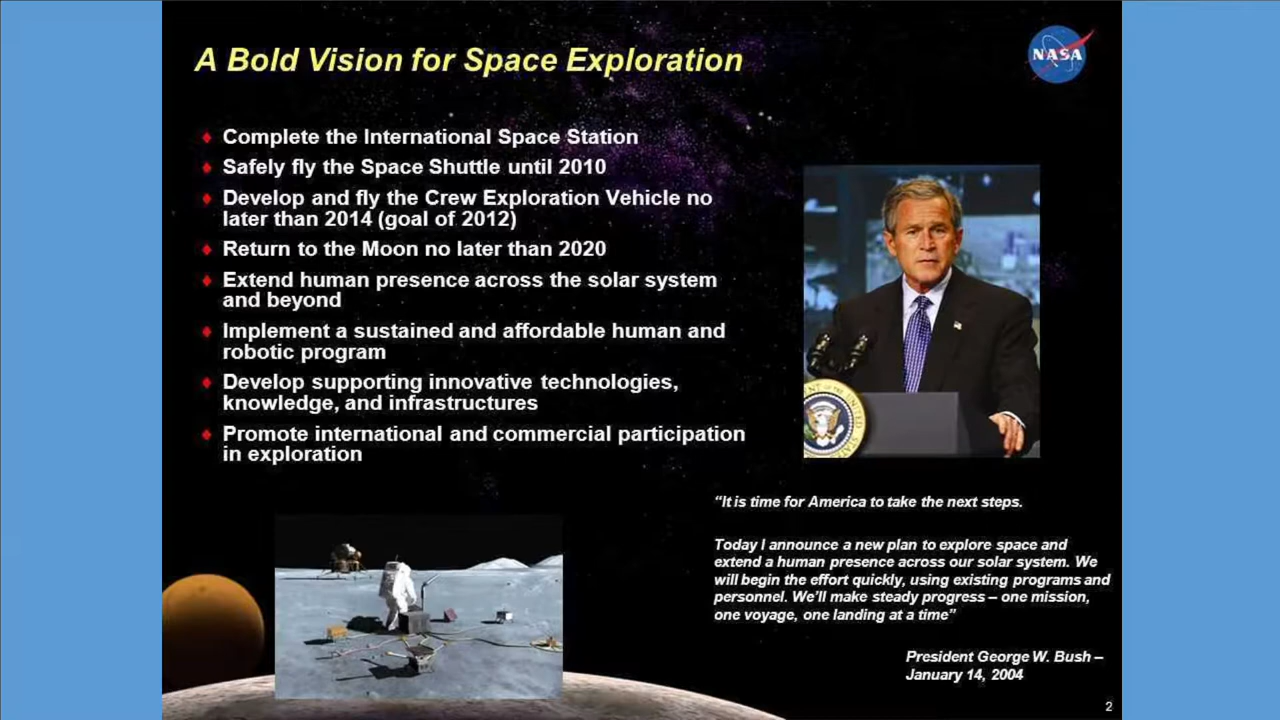 A Bold Vision for Space Exploration
NASA
Complete the International Space Station
Safely fly the Space Shuttle until 2010
Develop and fly the Crew Exploration Vehicle no
later than 2014 (goal of 2012)
Return to the Moon no later than 2020
Extend human presence across the solar system
and beyond
Implement a sustained and affordable human and
robotic program
Develop supporting innovative technologies,
knowledge, and infrastructures
Promote international and commercial participation
in exploration
“It is time for America to take the next steps.
Today I announce a new plan to explore space and
extend a human presence across our solar system. We
will begin the effort quickly, using existing programs and
personnel. We’ll make steady progress – one mission,
one voyage, one landing at a time”
President George W. Bush –
January 14, 2004
2